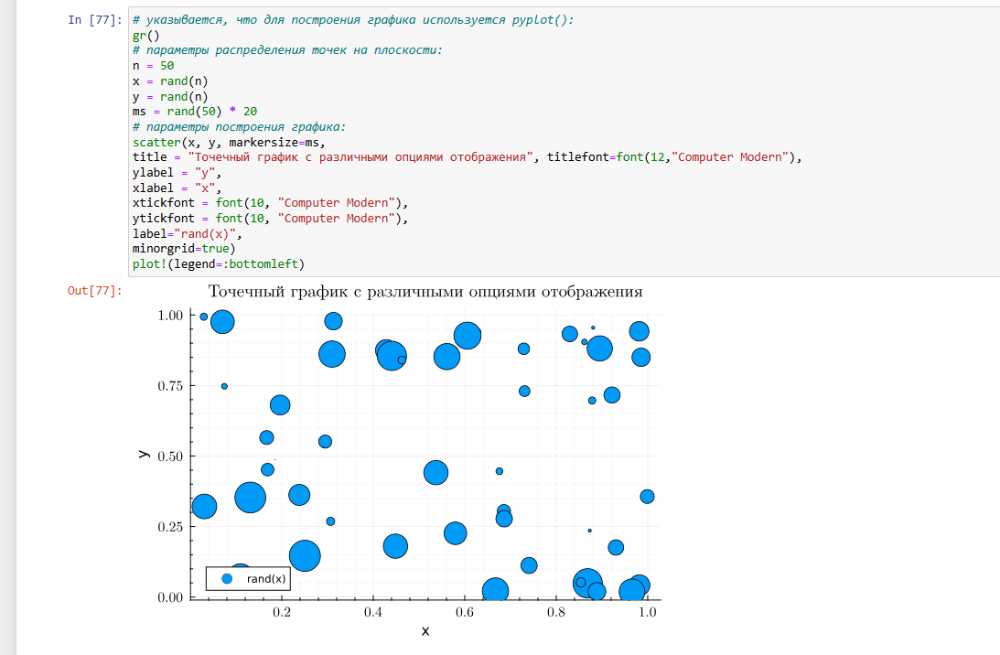 In [77]: # указывается, что для построения графика используется pyplot():
gr()
# параметры распределения точек на плоскости:
n = 50
x = rand(n)
y = rand(n)
ms = rand(50) * 20
# параметры построения графика:
scatter(x, y, markersize=ms,
title = "Точечный график с различными опциями отображения", titlefont=font(12,"Computer Modern"),
ylabel = "y",
xlabel = "x",
xtickfont = font(10, "Computer Modern"),
ytickfont = font(10, "Computer Modern"),
label="rand(x)",
minorgrid=true)
plot!(legend=:bottomleft)
Out[77]:
Точечный график с различными опциями отображения
1.00
0.75
y
0.50
0.25
rand(x)
0.00
0.2 0.4 0.6 0.8 1.0
x